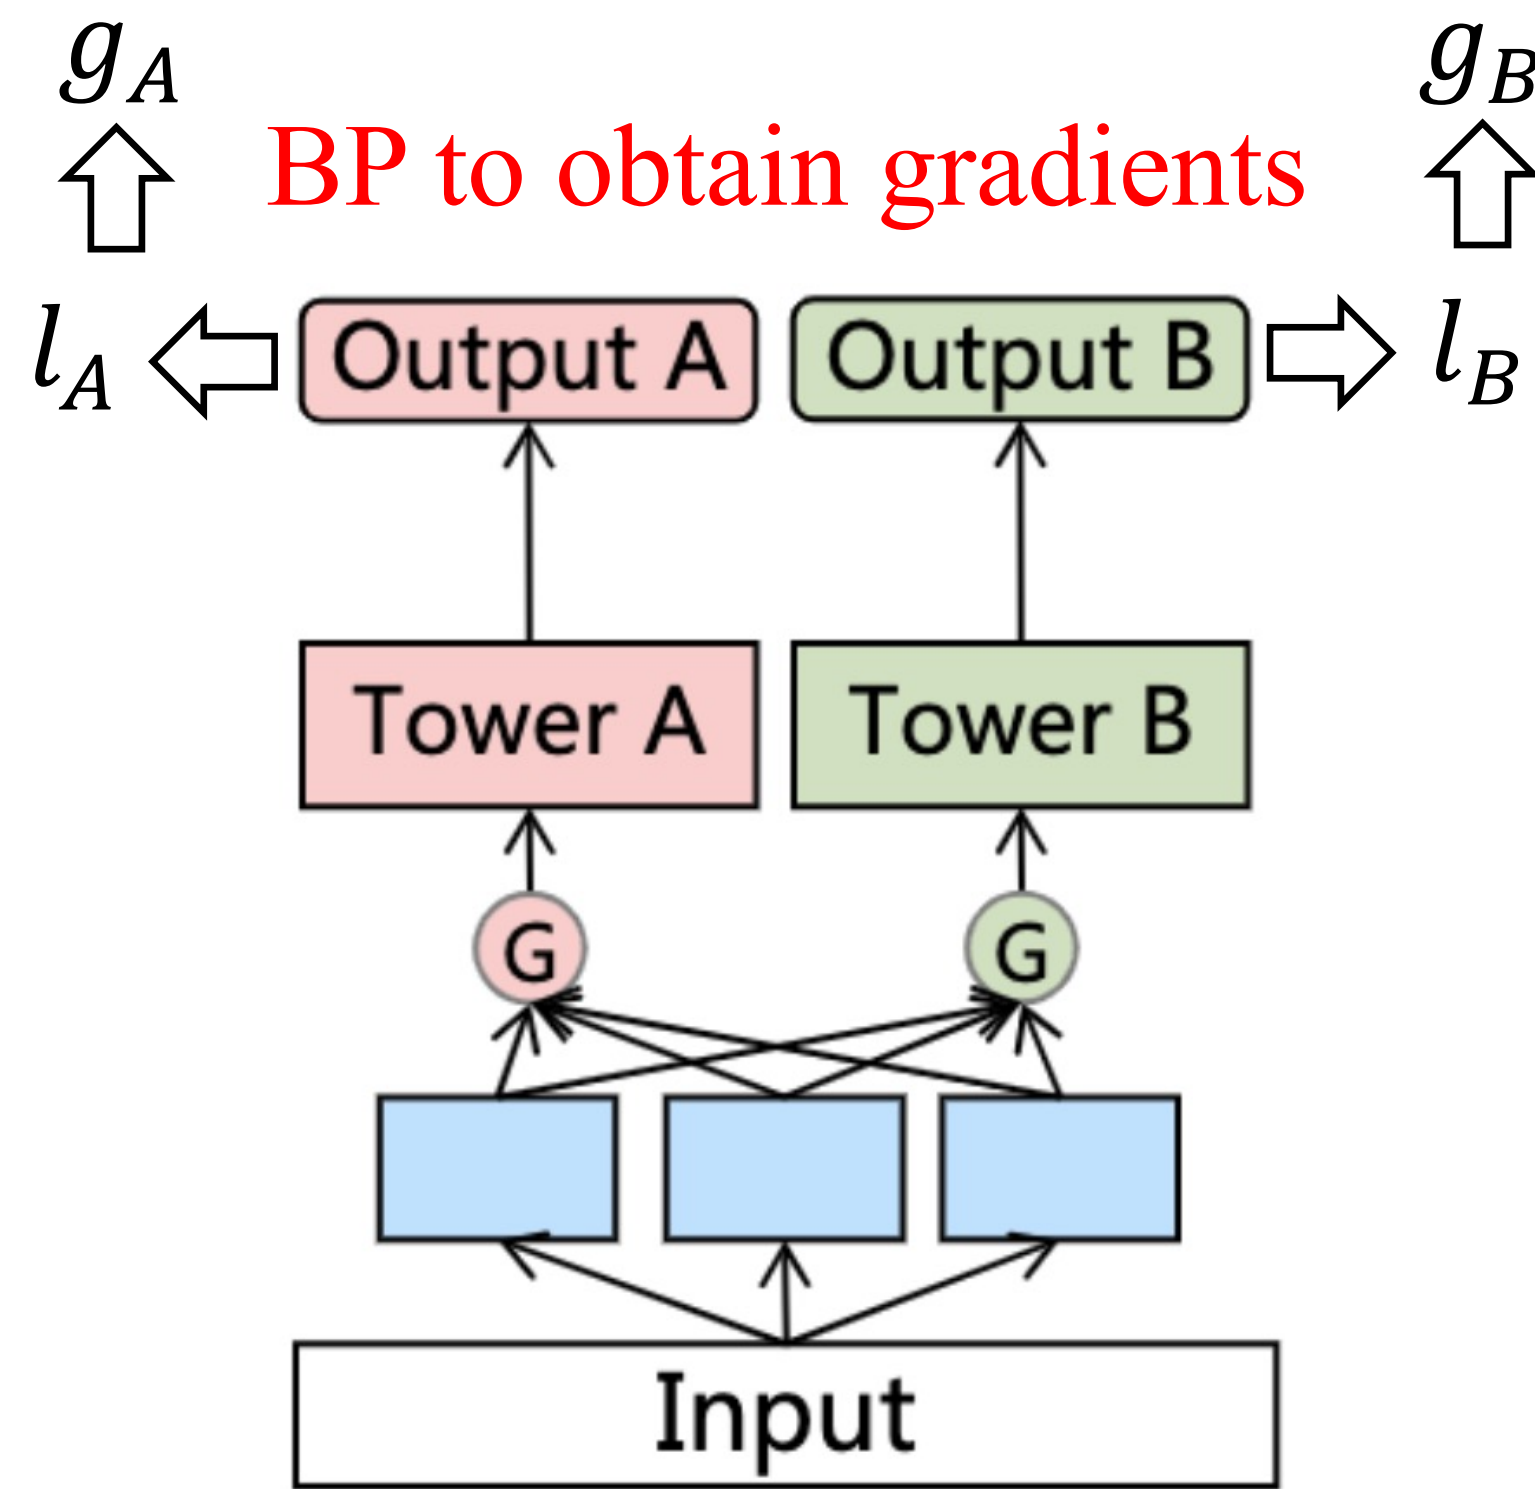 g_A
g_B
BP to obtain gradients
l_A
Output A
Output B
l_B
Tower A
Tower B
G
G
Input